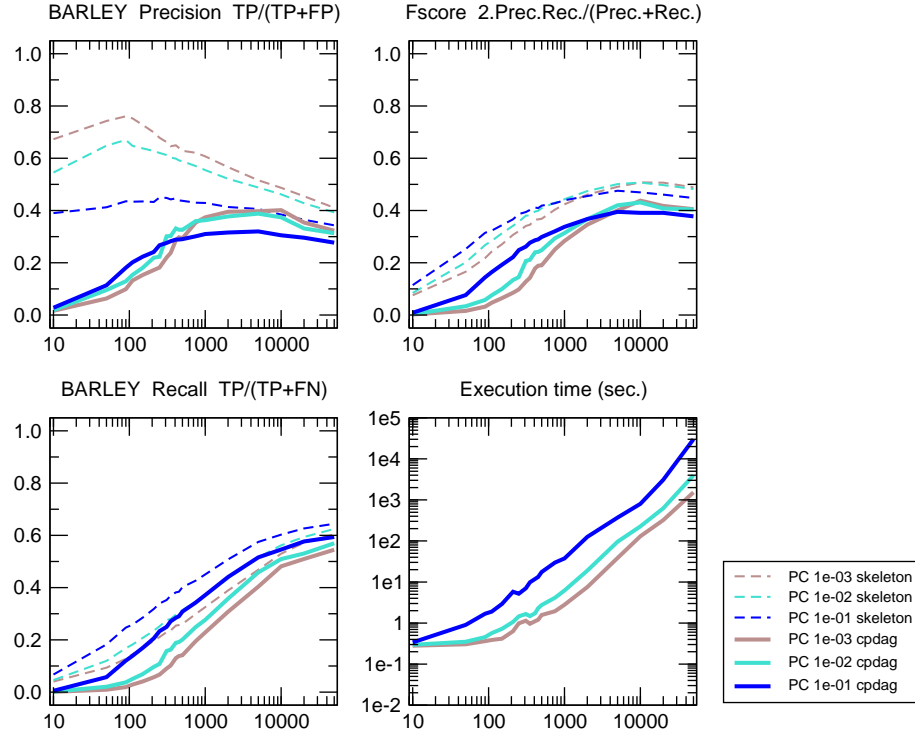 BARLEY Precision TP/(TP+FP)
1.0
0.8
0.6
0.4
0.2
0.0
10 100 1000 10000
Fscore 2.Prec.Rec./(Prec.+Rec.)
1.0
0.8
0.6
0.4
0.2
0.0
10 100 1000 10000
BARLEY Recall TP/(TP+FN)
1.0
0.8
0.6
0.4
0.2
0.0
10 100 1000 10000
Execution time (sec.)
1e5
1e4
1e3
1e2
1e1
1
1e-1
1e-2
10 100 1000 10000
PC 1e-03 skeleton
PC 1e-02 skeleton
PC 1e-01 skeleton
PC 1e-03 cpdag
PC 1e-02 cpdag
PC 1e-01 cpdag